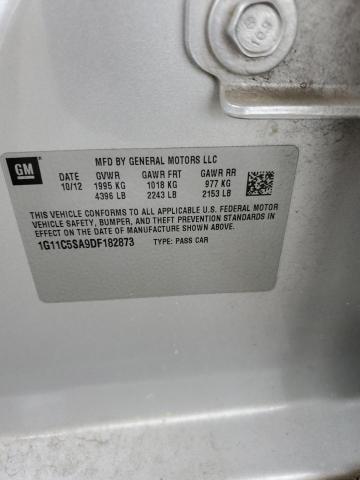 GM
MFD BY GENERAL MOTORS LLC
DATE GVWR GAWR FRT GAWR RR
10/12 1995 KG 1018 KG 977 KG
4396 LB 2243 LB 2153 LB
THIS VEHICLE CONFORMS TO ALL APPLICABLE U.S. FEDERAL MOTOR
VEHICLE SAFETY, BUMPER, AND THEFT PREVENTION STANDARDS
IN EFFECT ON THE DATE OF MANUFACTURE SHOWN ABOVE.
1G11C5SA9DF182873 TYPE: PASS CAR